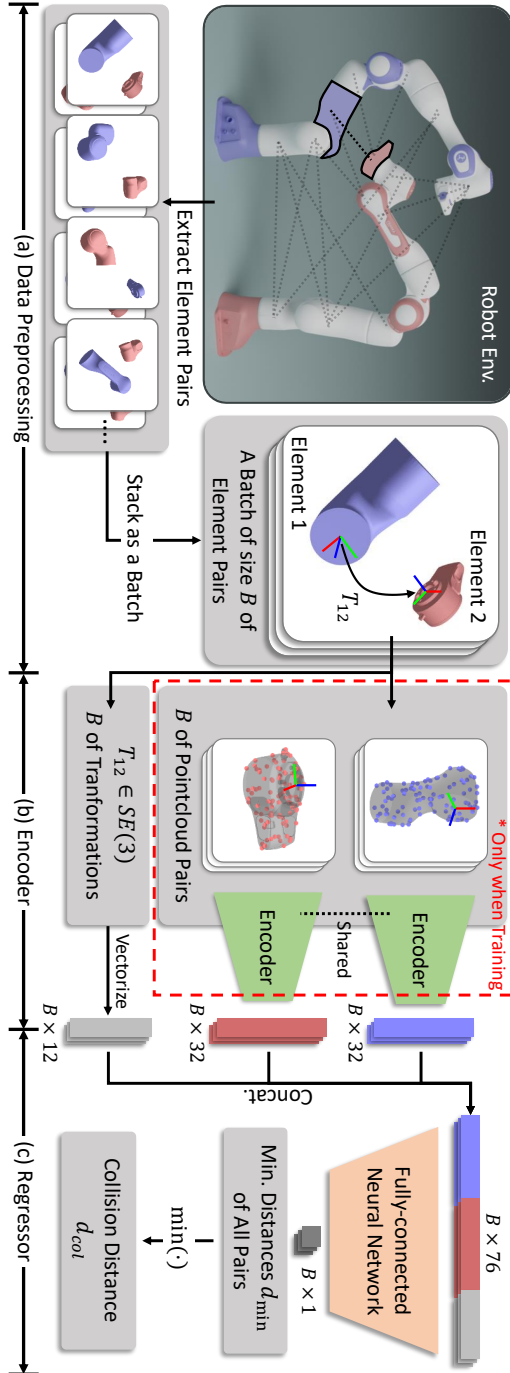 Robot Env.
Extract Element Pairs
Stack as a Batch
Element 1
Element 2
T₁₂
A Batch of size B of
Element Pairs
(a) Data Preprocessing
* Only when Training
B of Pointcloud Pairs
Encoder
Shared
Encoder
T₁₂ ∈ SE(3)
B of Tranformations
Vectorize
(b) Encoder
B × 32
B × 32
B × 12
Concat.
B × 76
Fully-connected
Neural Network
B × 1
Min. Distances d_min
of All Pairs
min(·)
Collision Distance
d_col
(c) Regressor